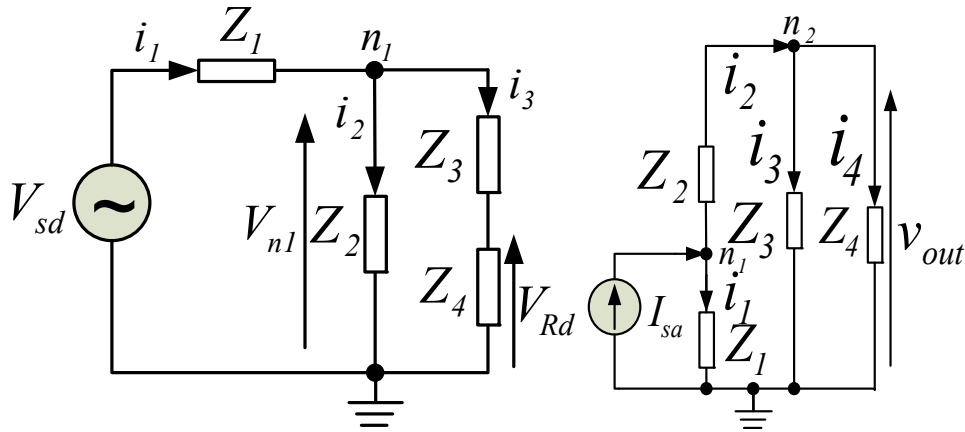 i1 Z1 n1
i2 i3
Vsd ~ Vn1 Z2 Z3
Z4 VRd
n2
i2 i3 i4
Z2 Z3 Z4 vout
n1
Isa i1
Z1